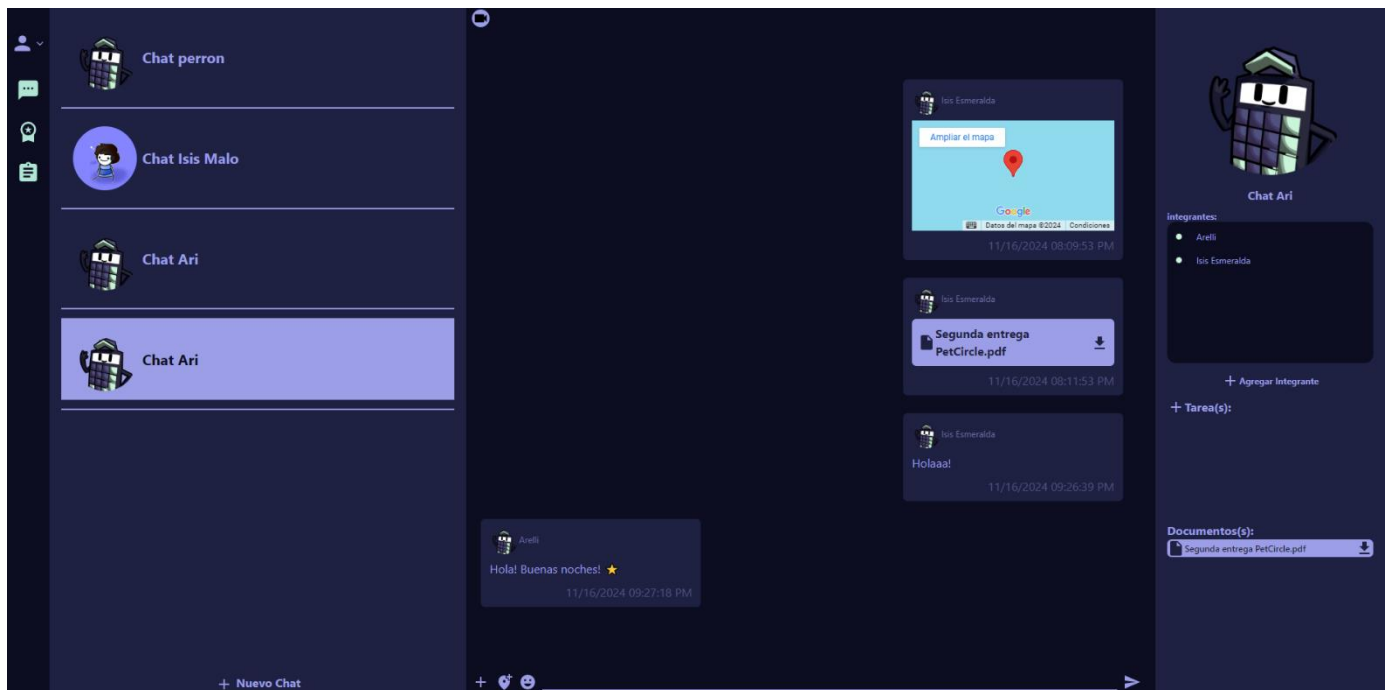 Chat perron
Chat Isis Malo
Chat Ari
Chat Ari
+ Nuevo Chat
Isis Esmeralda
Ampliar el mapa
Google
Datos del mapa ©2024 Condiciones
11/16/2024 08:09:53 PM
Isis Esmeralda
Segunda entrega
PetCircle.pdf
11/16/2024 08:11:53 PM
Isis Esmeralda
Holaaa!
11/16/2024 09:26:39 PM
Arelli
Hola! Buenas noches! ⭐
11/16/2024 09:27:18 PM
Chat Ari
integrantes:
Arelli
Isis Esmeralda
+ Agregar Integrante
+ Tarea(s):
Documentos(s):
Segunda entrega PetCircle.pdf